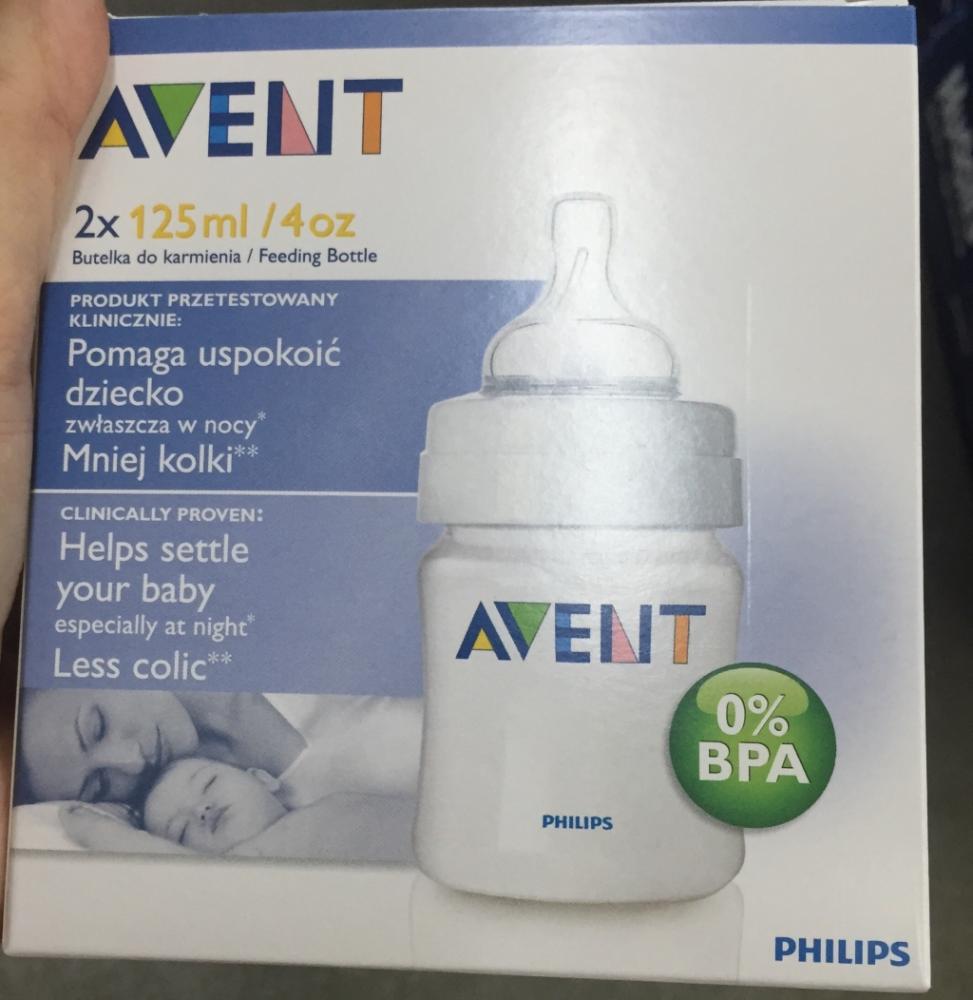 AVENT
2x 125ml / 4oz
Butelka do karmienia / Feeding Bottle
PRODUKT PRZETESTOWANY
KLINICZNIE:
Pomaga uspokoić
dziecko
zwłaszcza w nocy*
Mniej kolki**
CLINICALLY PROVEN:
Helps settle
your baby
especially at night*
Less colic**
AVENT
0%
BPA
PHILIPS
PHILIPS